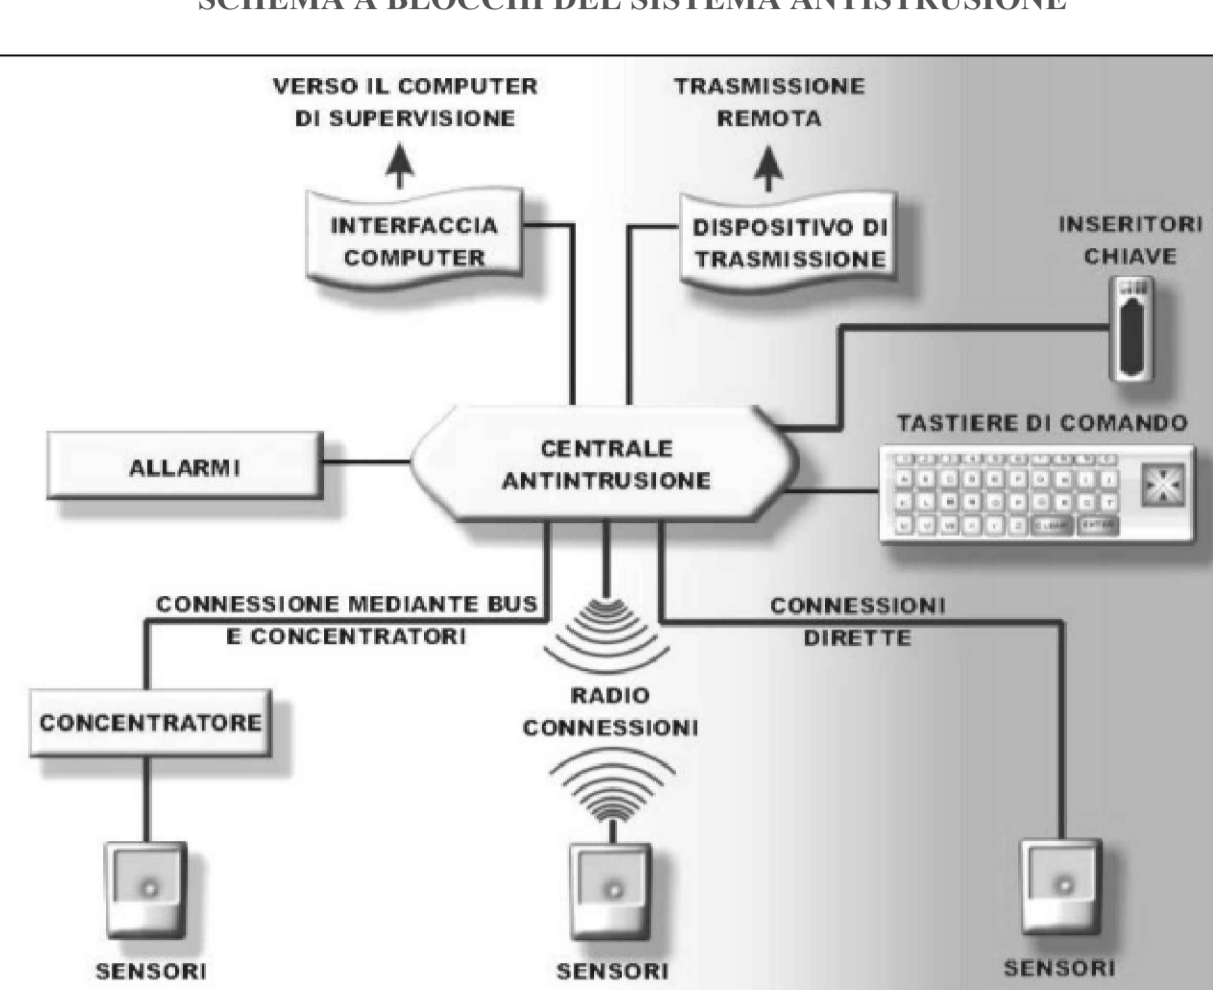 SCHEMA A BLOCCHI DEL SISTEMA ANTISTRUSIONE
VERSO IL COMPUTER
DI SUPERVISIONE
TRASMISSIONE
REMOTA
INTERFACCIA
COMPUTER
DISPOSITIVO DI
TRASMISSIONE
INSERITORI
CHIAVE
TASTIERE DI COMANDO
CENTRALE
ANTINTRUSIONE
ALLARMI
CONNESSIONE MEDIANTE BUS
E CONCENTRATORI
CONNESSIONI
DIRETTE
RADIO
CONNESSIONI
CONCENTRATORE
SENSORI
SENSORI
SENSORI